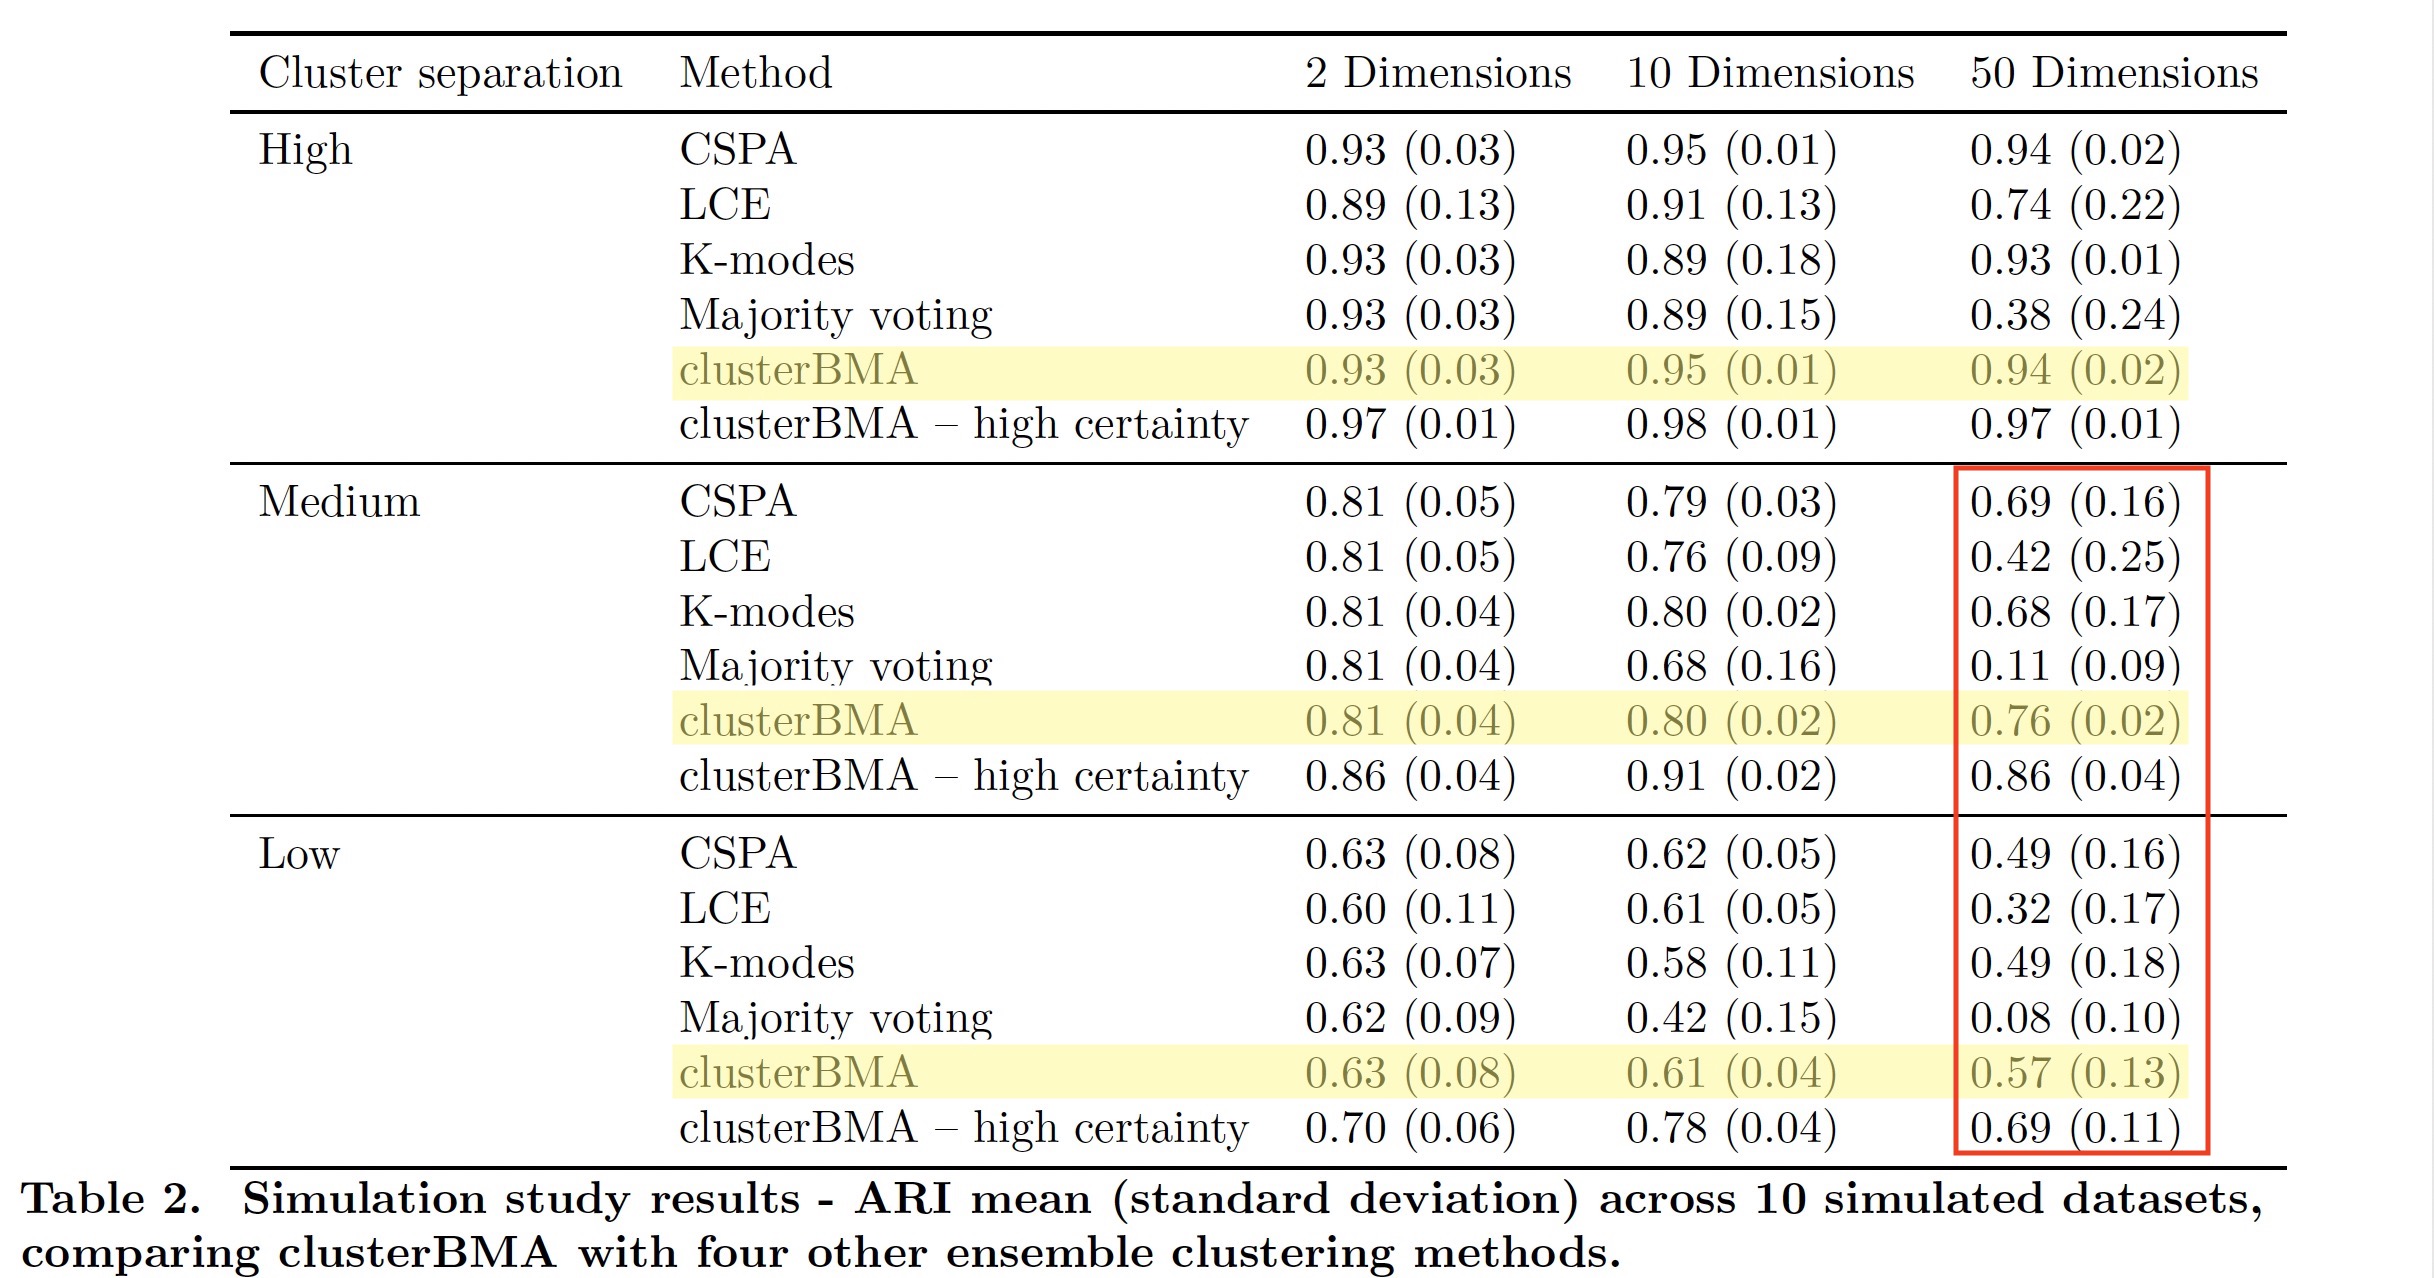 Cluster separation Method 2 Dimensions 10 Dimensions 50 Dimensions
High CSPA 0.93 (0.03) 0.95 (0.01) 0.94 (0.02)
LCE 0.89 (0.13) 0.91 (0.13) 0.74 (0.22)
K-modes 0.93 (0.03) 0.89 (0.18) 0.93 (0.01)
Majority voting 0.93 (0.03) 0.89 (0.15) 0.38 (0.24)
clusterBMA 0.93 (0.03) 0.95 (0.01) 0.94 (0.02)
clusterBMA – high certainty 0.97 (0.01) 0.98 (0.01) 0.97 (0.01)
Medium CSPA 0.81 (0.05) 0.79 (0.03) 0.69 (0.16)
LCE 0.81 (0.05) 0.76 (0.09) 0.42 (0.25)
K-modes 0.81 (0.04) 0.80 (0.02) 0.68 (0.17)
Majority voting 0.81 (0.04) 0.68 (0.16) 0.11 (0.09)
clusterBMA 0.81 (0.04) 0.80 (0.02) 0.76 (0.02)
clusterBMA – high certainty 0.86 (0.04) 0.91 (0.02) 0.86 (0.04)
Low CSPA 0.63 (0.08) 0.62 (0.05) 0.49 (0.16)
LCE 0.60 (0.11) 0.61 (0.05) 0.32 (0.17)
K-modes 0.63 (0.07) 0.58 (0.11) 0.49 (0.18)
Majority voting 0.62 (0.09) 0.42 (0.15) 0.08 (0.10)
clusterBMA 0.63 (0.08) 0.61 (0.04) 0.57 (0.13)
clusterBMA – high certainty 0.70 (0.06) 0.78 (0.04) 0.69 (0.11)
Table 2. Simulation study results - ARI mean (standard deviation) across 10 simulated datasets,
comparing clusterBMA with four other ensemble clustering methods.